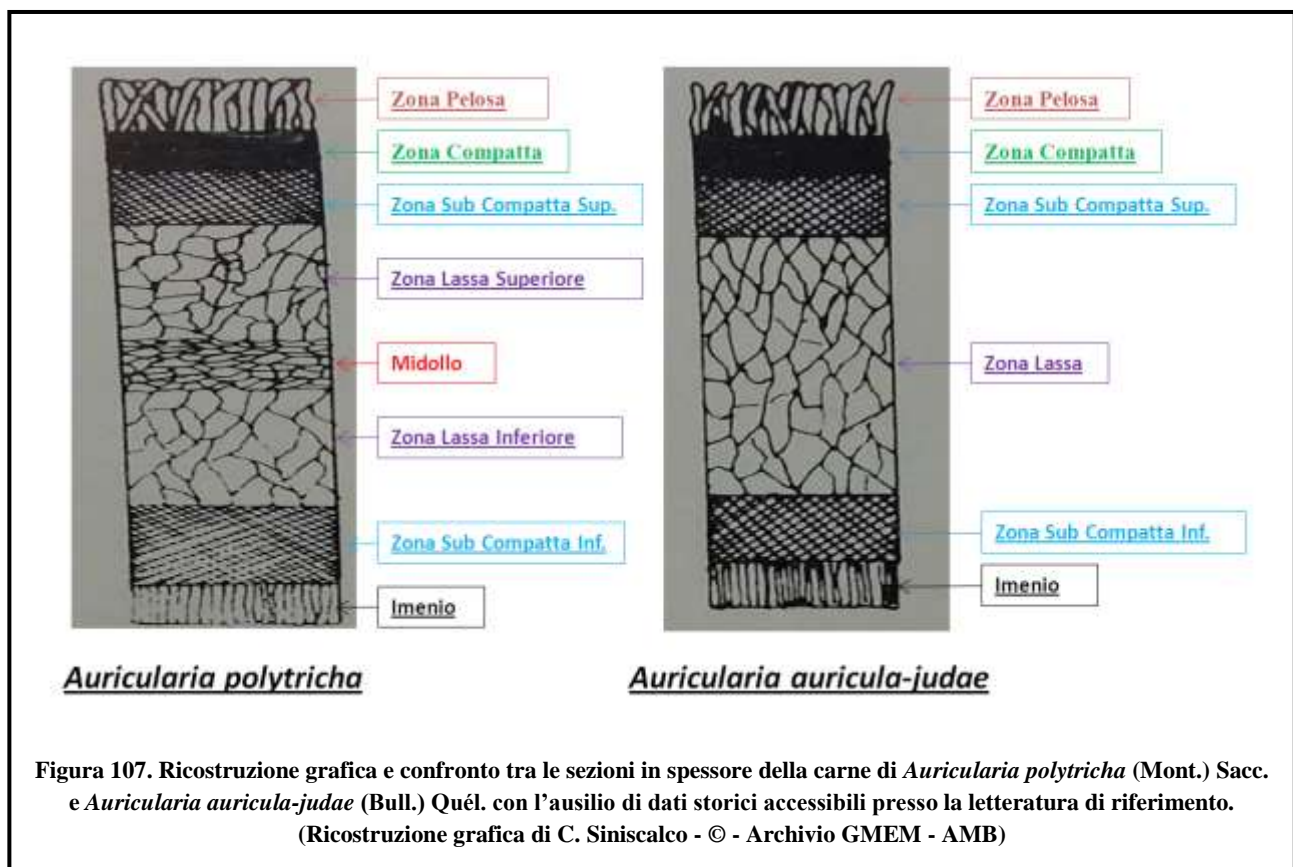 Zona Pelosa
Zona Compatta
Zona Sub Compatta Sup.
Zona Lassa Superiore
Midollo
Zona Lassa Inferiore
Zona Sub Compatta Inf.
Imenio
Auricularia polytricha
Zona Pelosa
Zona Compatta
Zona Sub Compatta Sup.
Zona Lassa
Zona Sub Compatta Inf.
Imenio
Auricularia auricula-judae
Figura 107. Ricostruzione grafica e confronto tra le sezioni in spessore della carne di Auricularia polytricha (Mont.) Sacc.
e Auricularia auricula-judae (Bull.) Quél. con l’ausilio di dati storici accessibili presso la letteratura di riferimento.
(Ricostruzione grafica di C. Siniscalco - © - Archivio GMEM - AMB)